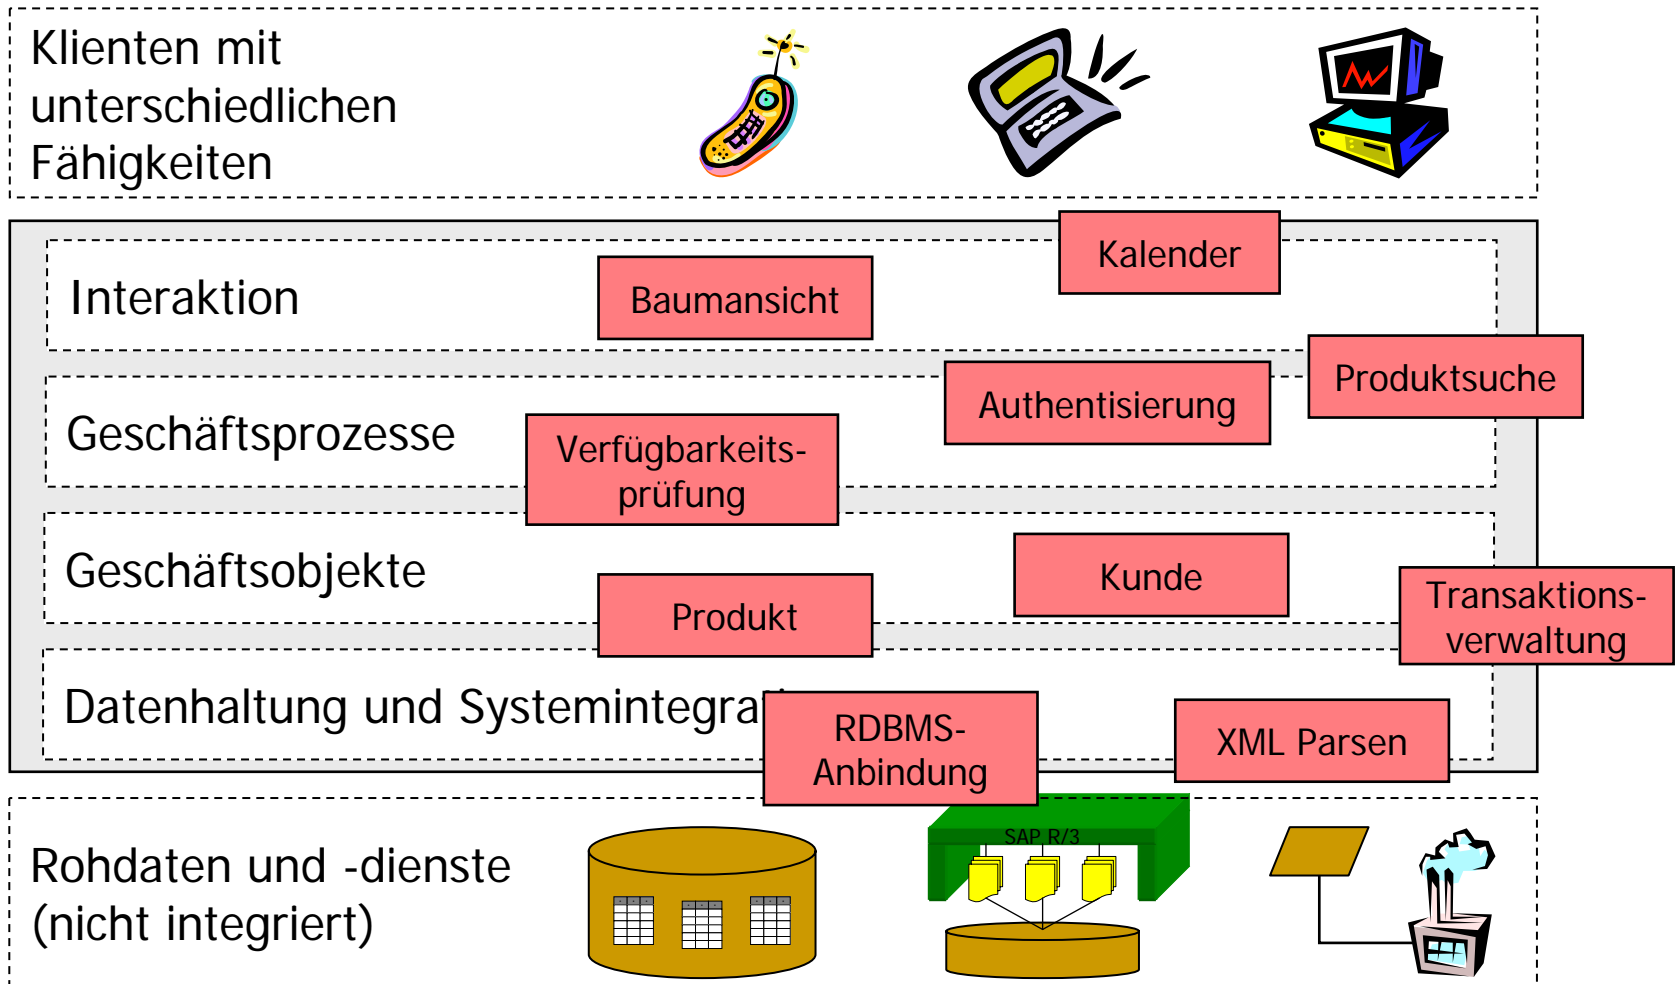 Klienten mit
unterschiedlichen
Fähigkeiten
Kalender
Interaktion
Baumansicht
Produktsuche
Authentisierung
Geschäftsprozesse
Verfügbarkeits-
prüfung
Geschäftsobjekte
Kunde
Produkt
Transaktions-
verwaltung
Datenhaltung und Systemintegrati
RDBMS-
Anbindung
XML Parsen
SAP R/3
Rohdaten und -dienste
(nicht integriert)